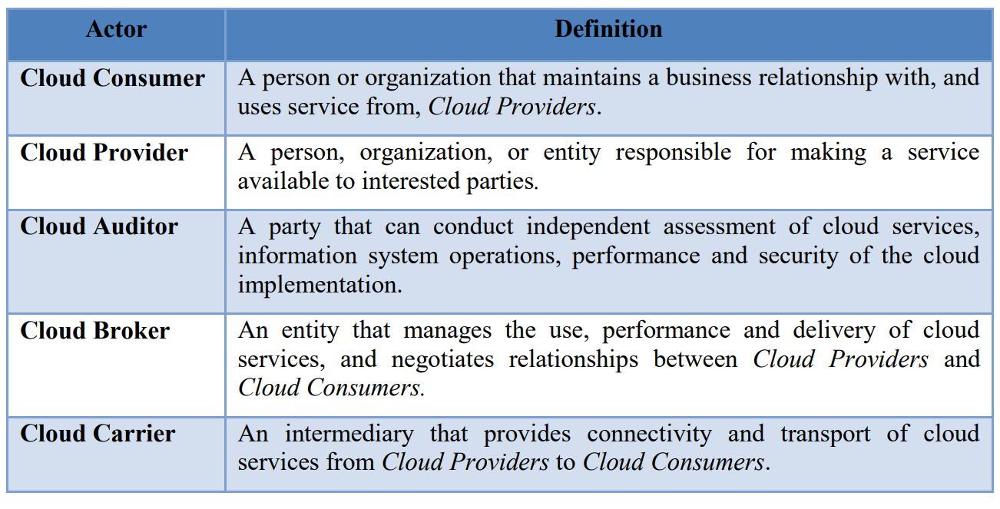 Actor Definition
Cloud Consumer A person or organization that maintains a business relationship with, and
uses service from, Cloud Providers.
Cloud Provider A person, organization, or entity responsible for making a service
available to interested parties.
Cloud Auditor A party that can conduct independent assessment of cloud services,
information system operations, performance and security of the cloud
implementation.
Cloud Broker An entity that manages the use, performance and delivery of cloud
services, and negotiates relationships between Cloud Providers and
Cloud Consumers.
Cloud Carrier An intermediary that provides connectivity and transport of cloud
services from Cloud Providers to Cloud Consumers.